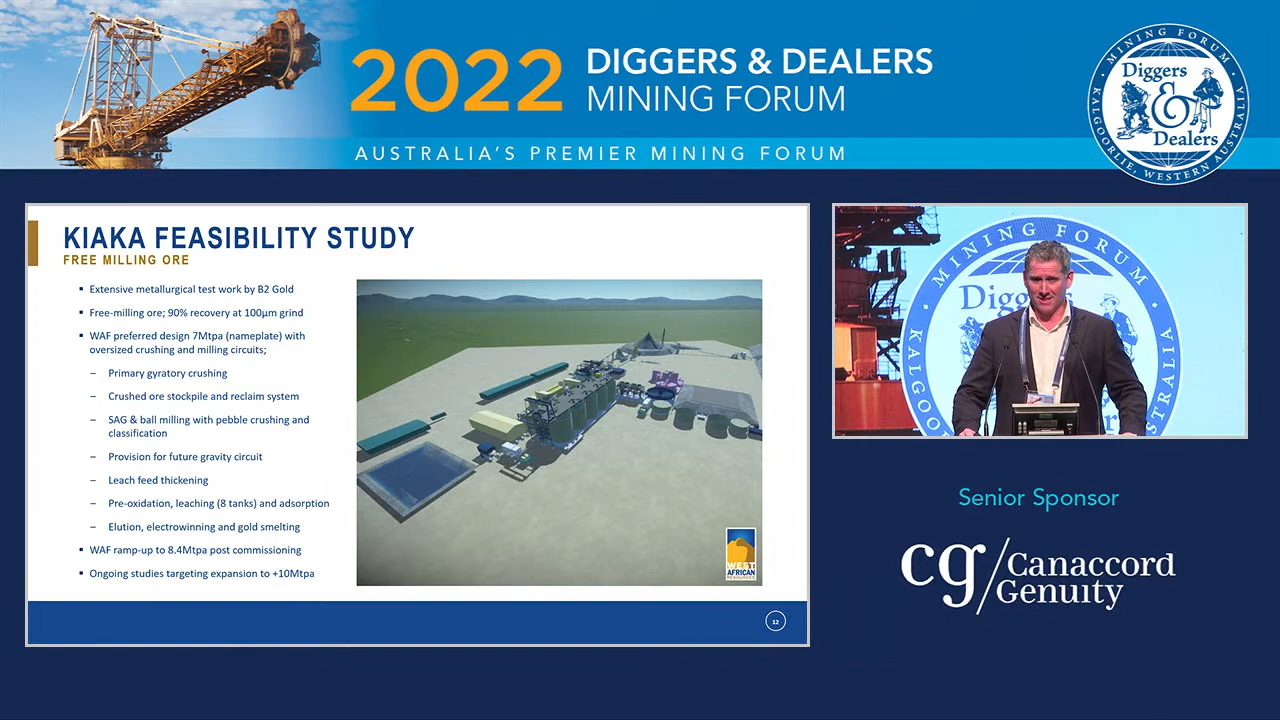 2022 DIGGERS & DEALERS
MINING FORUM
AUSTRALIA'S PREMIER MINING FORUM
MINING FORUM
Diggers
&
Dealers
KALGOORLIE, WESTERN AUSTRALIA
KIAKA FEASIBILITY STUDY
FREE MILLING ORE
▪ Extensive metallurgical test work by B2 Gold
▪ Free-milling ore; 90% recovery at 100µm grind
▪ WAF preferred design 7Mtpa (nameplate) with
oversized crushing and milling circuits;
– Primary gyratory crushing
– Crushed ore stockpile and reclaim system
– SAG & ball milling with pebble crushing and
classification
– Provision for future gravity circuit
– Leach feed thickening
– Pre-oxidation, leaching (8 tanks) and adsorption
– Elution, electrowinning and gold smelting
▪ WAF ramp-up to 8.4Mtpa post commissioning
▪ Ongoing studies targeting expansion to +10Mtpa
WEST
AFRICAN
RESOURCES
12
MINING FORUM
Digg s
KALGOO
ALIA
Senior Sponsor
cg/Canaccord
Genuity